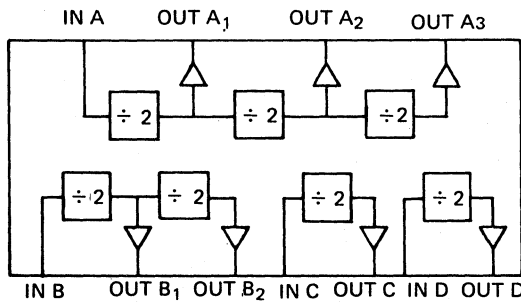 IN A OUT A1 OUT A2 OUT A3
÷ 2 ÷ 2 ÷ 2
÷ 2 ÷ 2 ÷ 2 ÷ 2
IN B OUT B1 OUT B2 IN C OUT C IN D OUT D